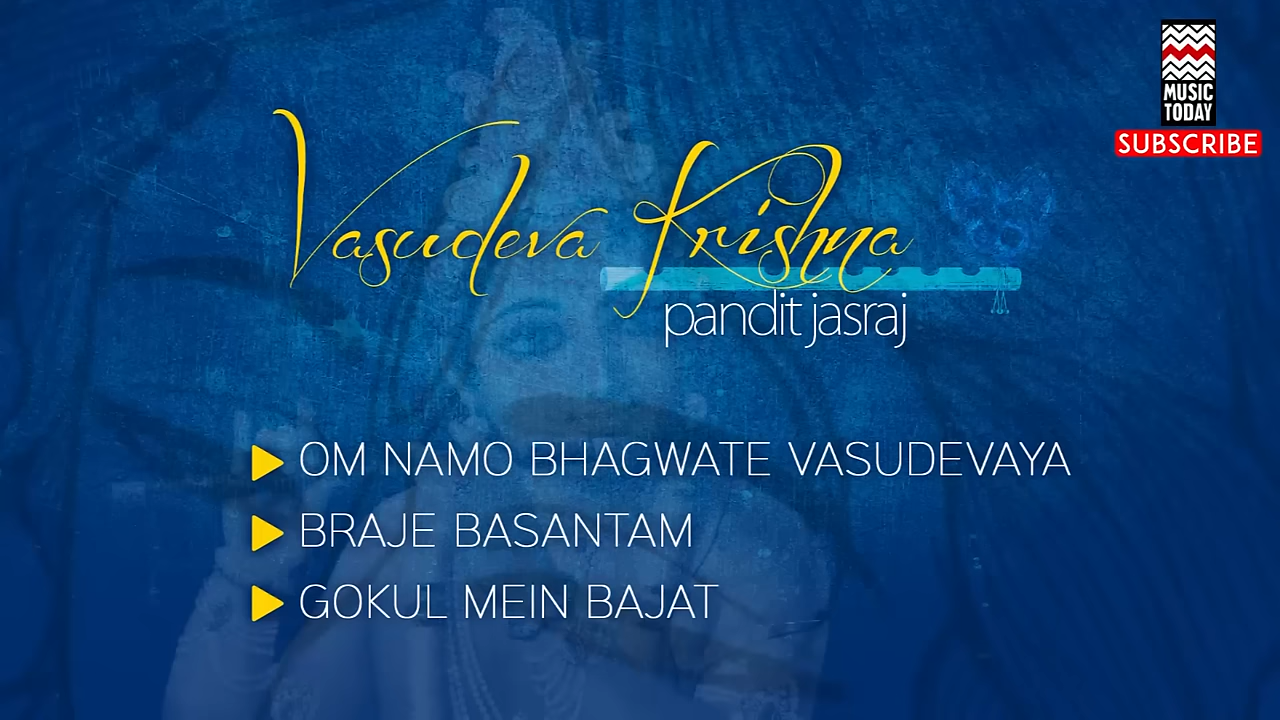 MUSIC
TODAY
SUBSCRIBE
Vasudeva Krishna
pandit jasraj
OM NAMO BHAGWATE VASUDEVAYA
BRAJE BASANTAM
GOKUL MEIN BAJAT